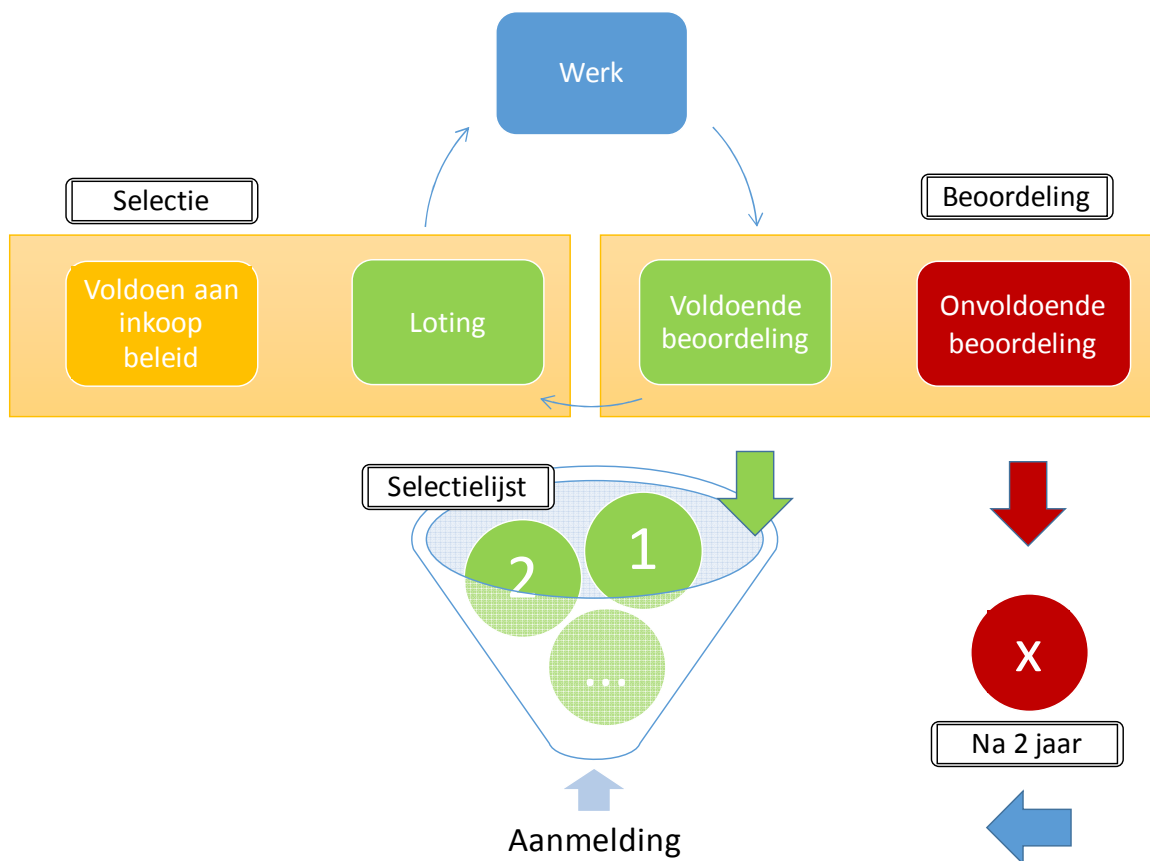 Werk
Selectie
Beoordeling
Voldoen aan
inkoop
beleid
Loting
Voldoende
beoordeling
Onvoldoende
beoordeling
Selectielijst
1
2
...
x
Na 2 jaar
Aanmelding